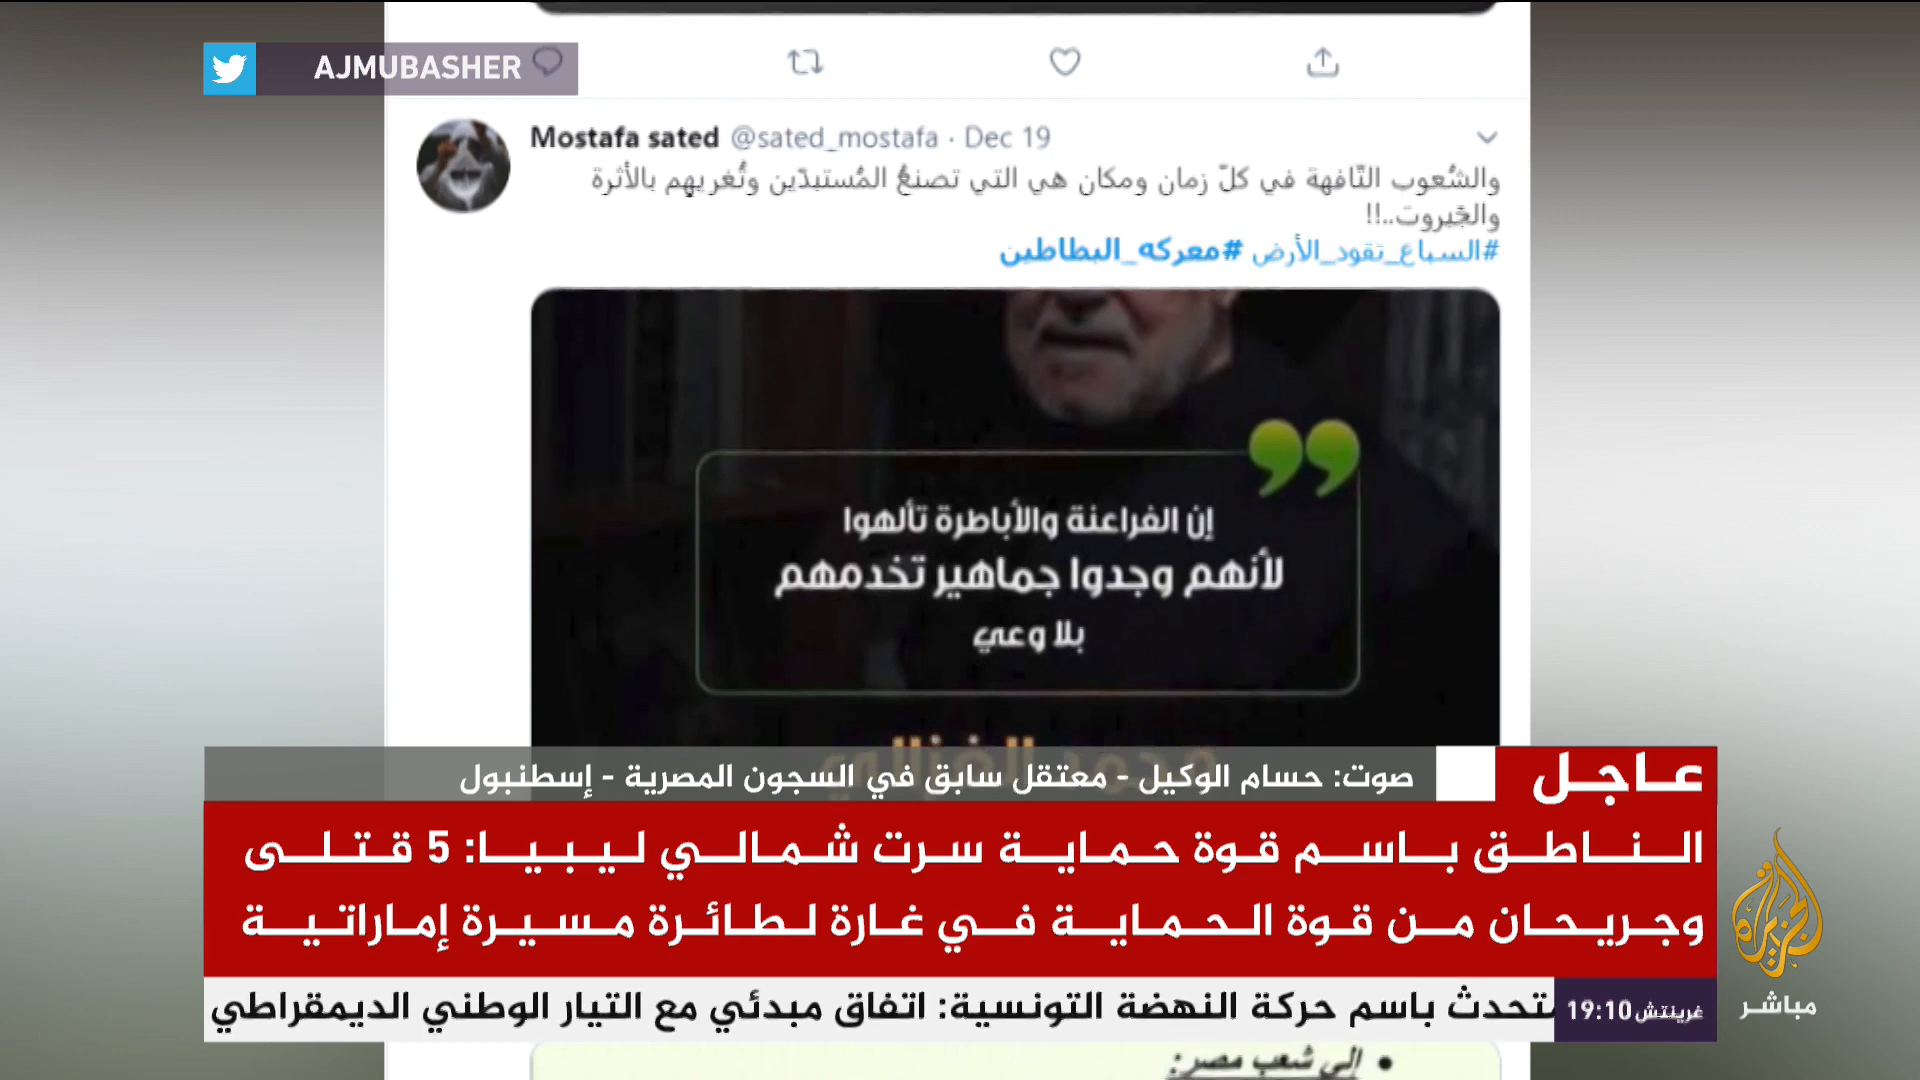 AJMUBASHER
Mostafa sated @sated_mostafa · Dec 19
والشُعوب التّافهة في كلّ زمان ومكان هي التي تصنعُ المُستبدّين وتُغريهم بالأثرة
والجَبروت..!!
#السباع_تقود_الأرض #معركه_البطاطين
إن الفراعنة والأباطرة تألهوا
لأنهم وجدوا جماهير تخدمهم
بلا وعي
محمد الغزالي
عاجل
صوت: حسام الوكيل - معتقل سابق في السجون المصرية - إسطنبول
الناطق باسم قوة حماية سرت شمالي ليبيا: 5 قتلى
وجريحان من قوة الحماية في غارة لطائرة مسيرة إماراتية
الجزيرة
مباشر
19:10 غرينتش
متحدث باسم حركة النهضة التونسية: اتفاق مبدئي مع التيار الوطني الديمقراطي
• إلى شعب مصر: